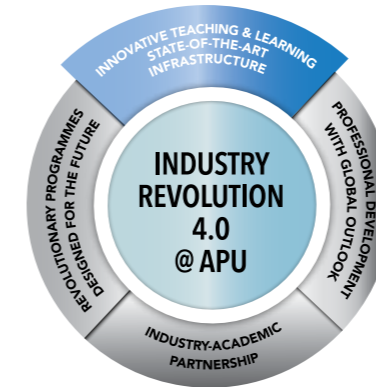 INNOVATIVE TEACHING & LEARNING
STATE-OF-THE-ART
INFRASTRUCTURE
PROFESSIONAL DEVELOPMENT
WITH GLOBAL OUTLOOK
INDUSTRY-ACADEMIC
PARTNERSHIP
REVOLUTIONARY PROGRAMMES
DESIGNED FOR THE FUTURE
INDUSTRY
REVOLUTION
4.0
@ APU